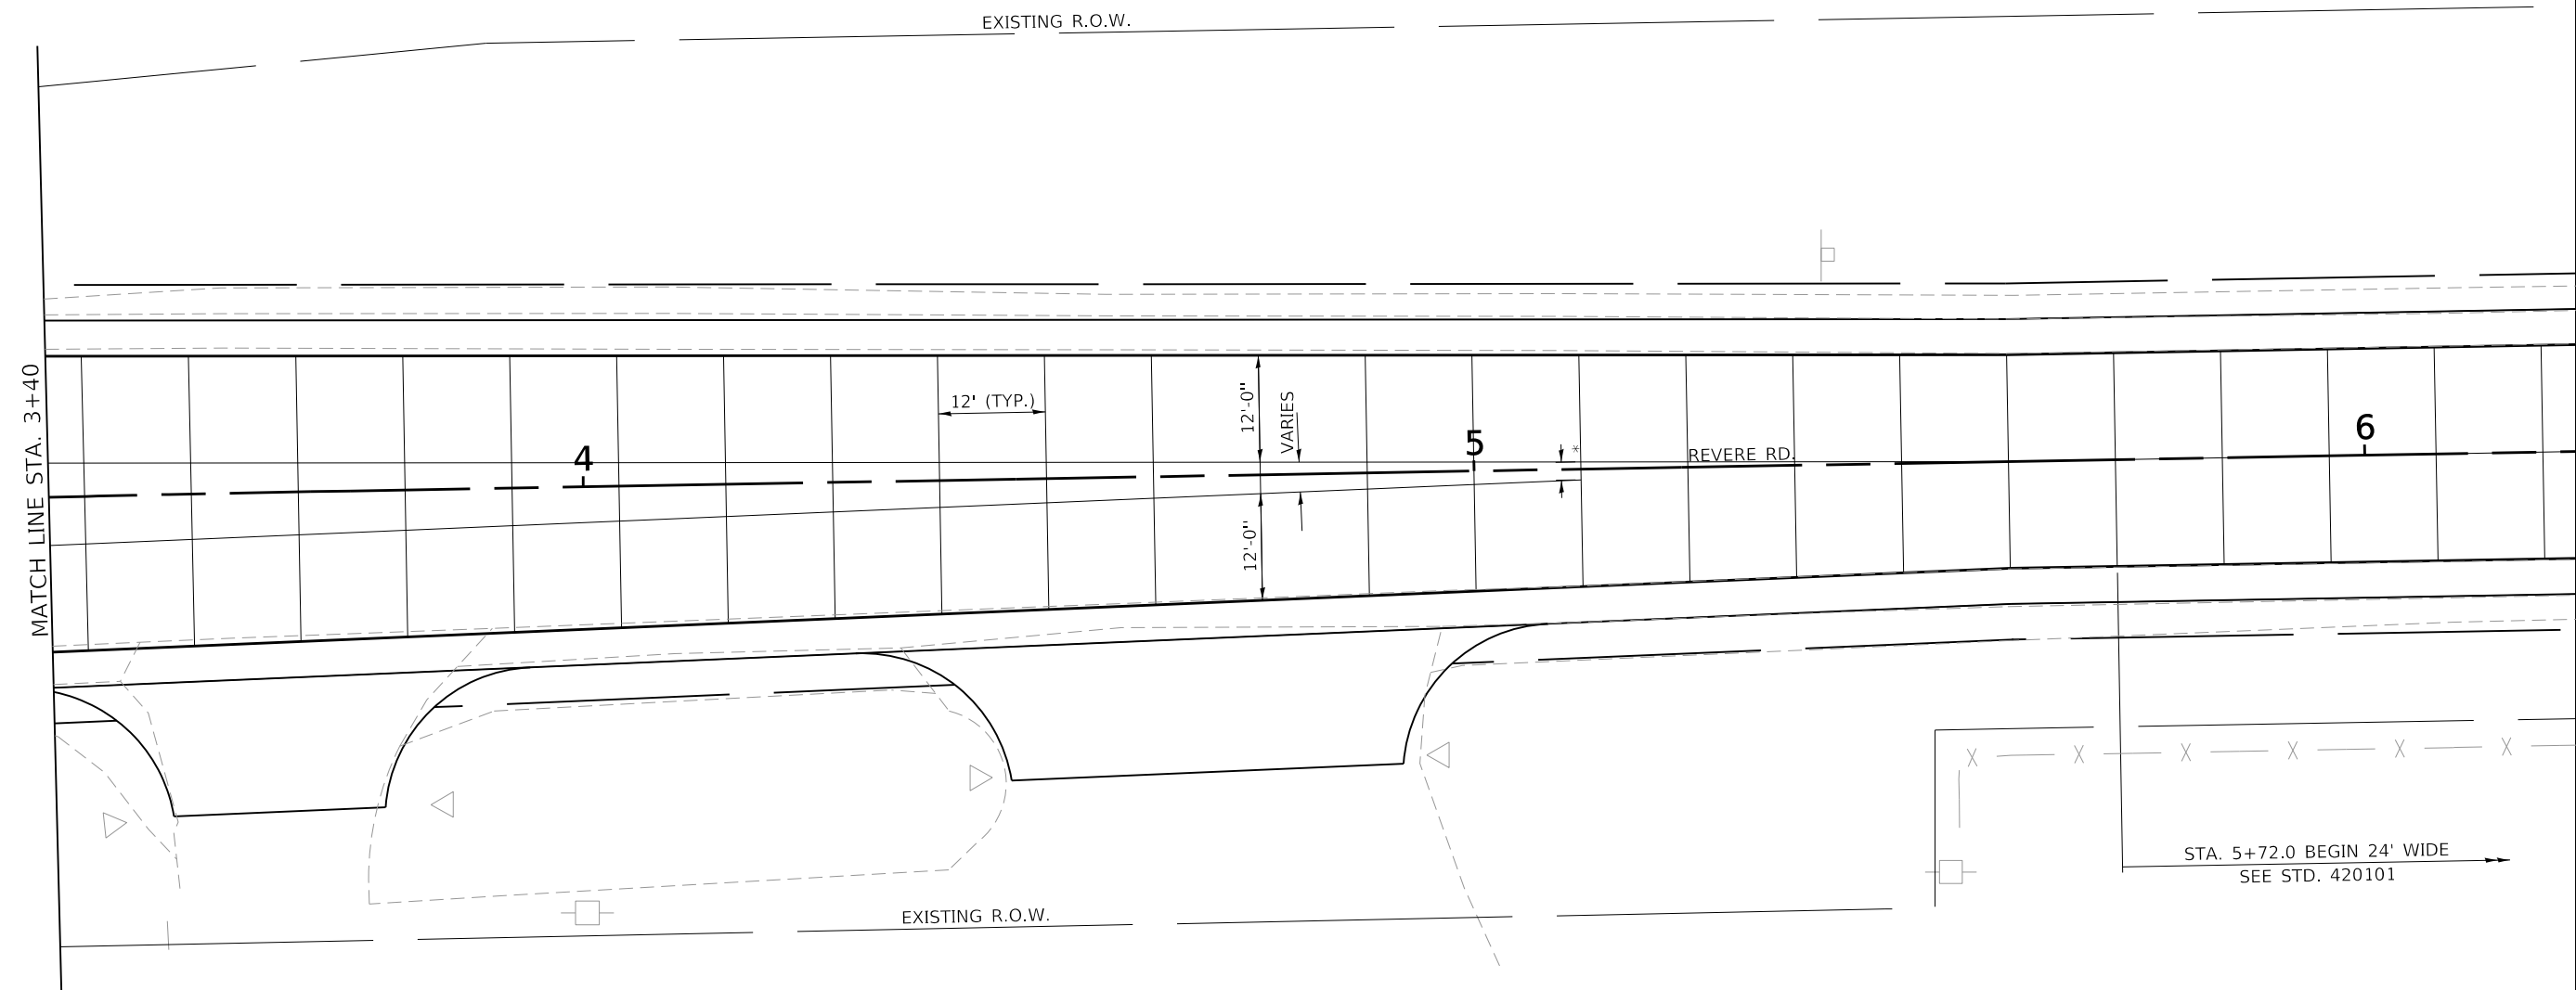 EXISTING R.O.W.
MATCH LINE STA. 3+40
12' (TYP.)
12'-0"
VARIES
*
4
5
6
REVERE RD.
12'-0"
X X X X X X
STA. 5+72.0 BEGIN 24' WIDE
SEE STD. 420101
EXISTING R.O.W.